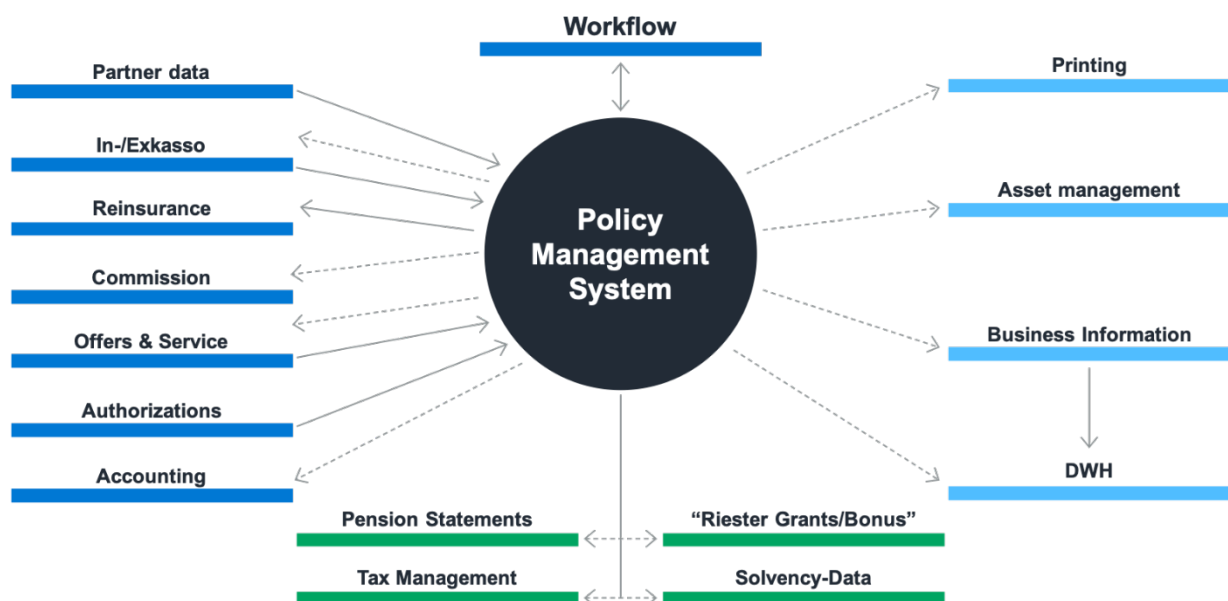 Workflow
Partner data
Printing
In-/Exkasso
Asset management
Reinsurance
Policy
Management
System
Commission
Offers & Service
Business Information
Authorizations
Accounting
DWH
Pension Statements
“Riester Grants/Bonus”
Tax Management
Solvency-Data